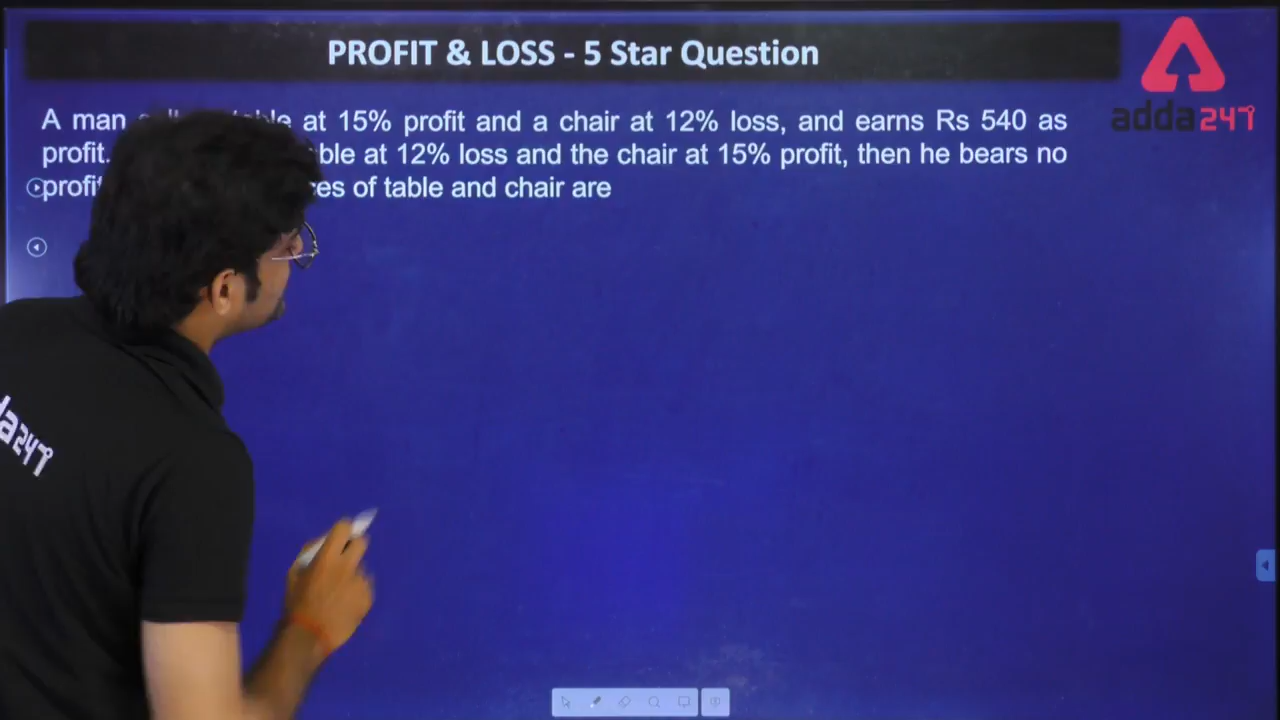 PROFIT & LOSS - 5 Star Question
adda247
A man at 15% profit and a chair at 12% loss, and earns Rs 540 as
profit. at 12% loss and the chair at 15% profit, then he bears no
of table and chair are
da247